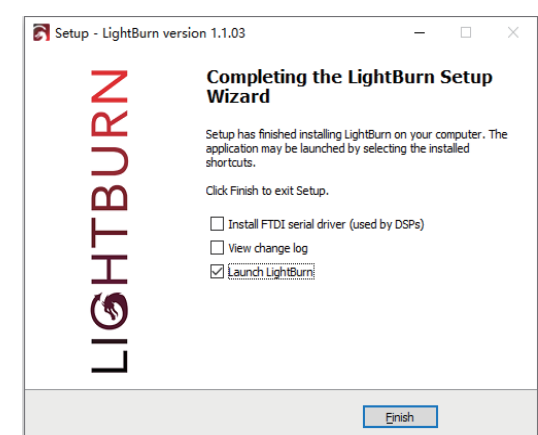 Setup - LightBurn version 1.1.03
LIGHTBURN
Completing the LightBurn Setup
Wizard
Setup has finished installing LightBurn on your computer. The
application may be launched by selecting the installed
shortcuts.
Click Finish to exit Setup.
Install FTDI serial driver (used by DSPs)
View change log
Launch LightBurn
Finish